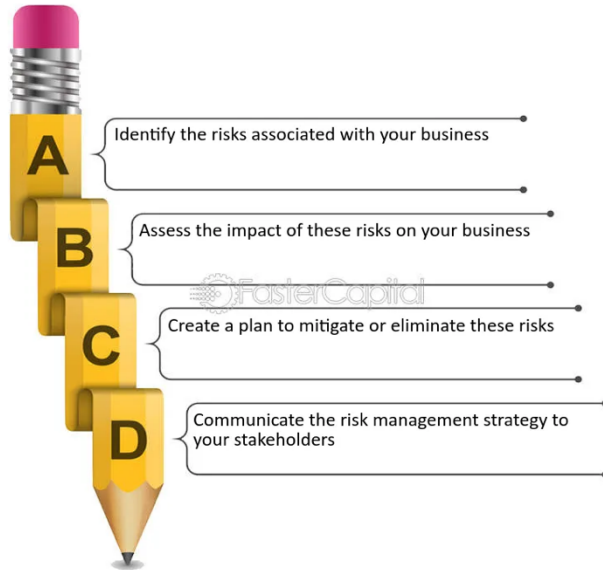 A
Identify the risks associated with your business
B
Assess the impact of these risks on your business
FasterCapital
C
Create a plan to mitigate or eliminate these risks
D
Communicate the risk management strategy to
your stakeholders